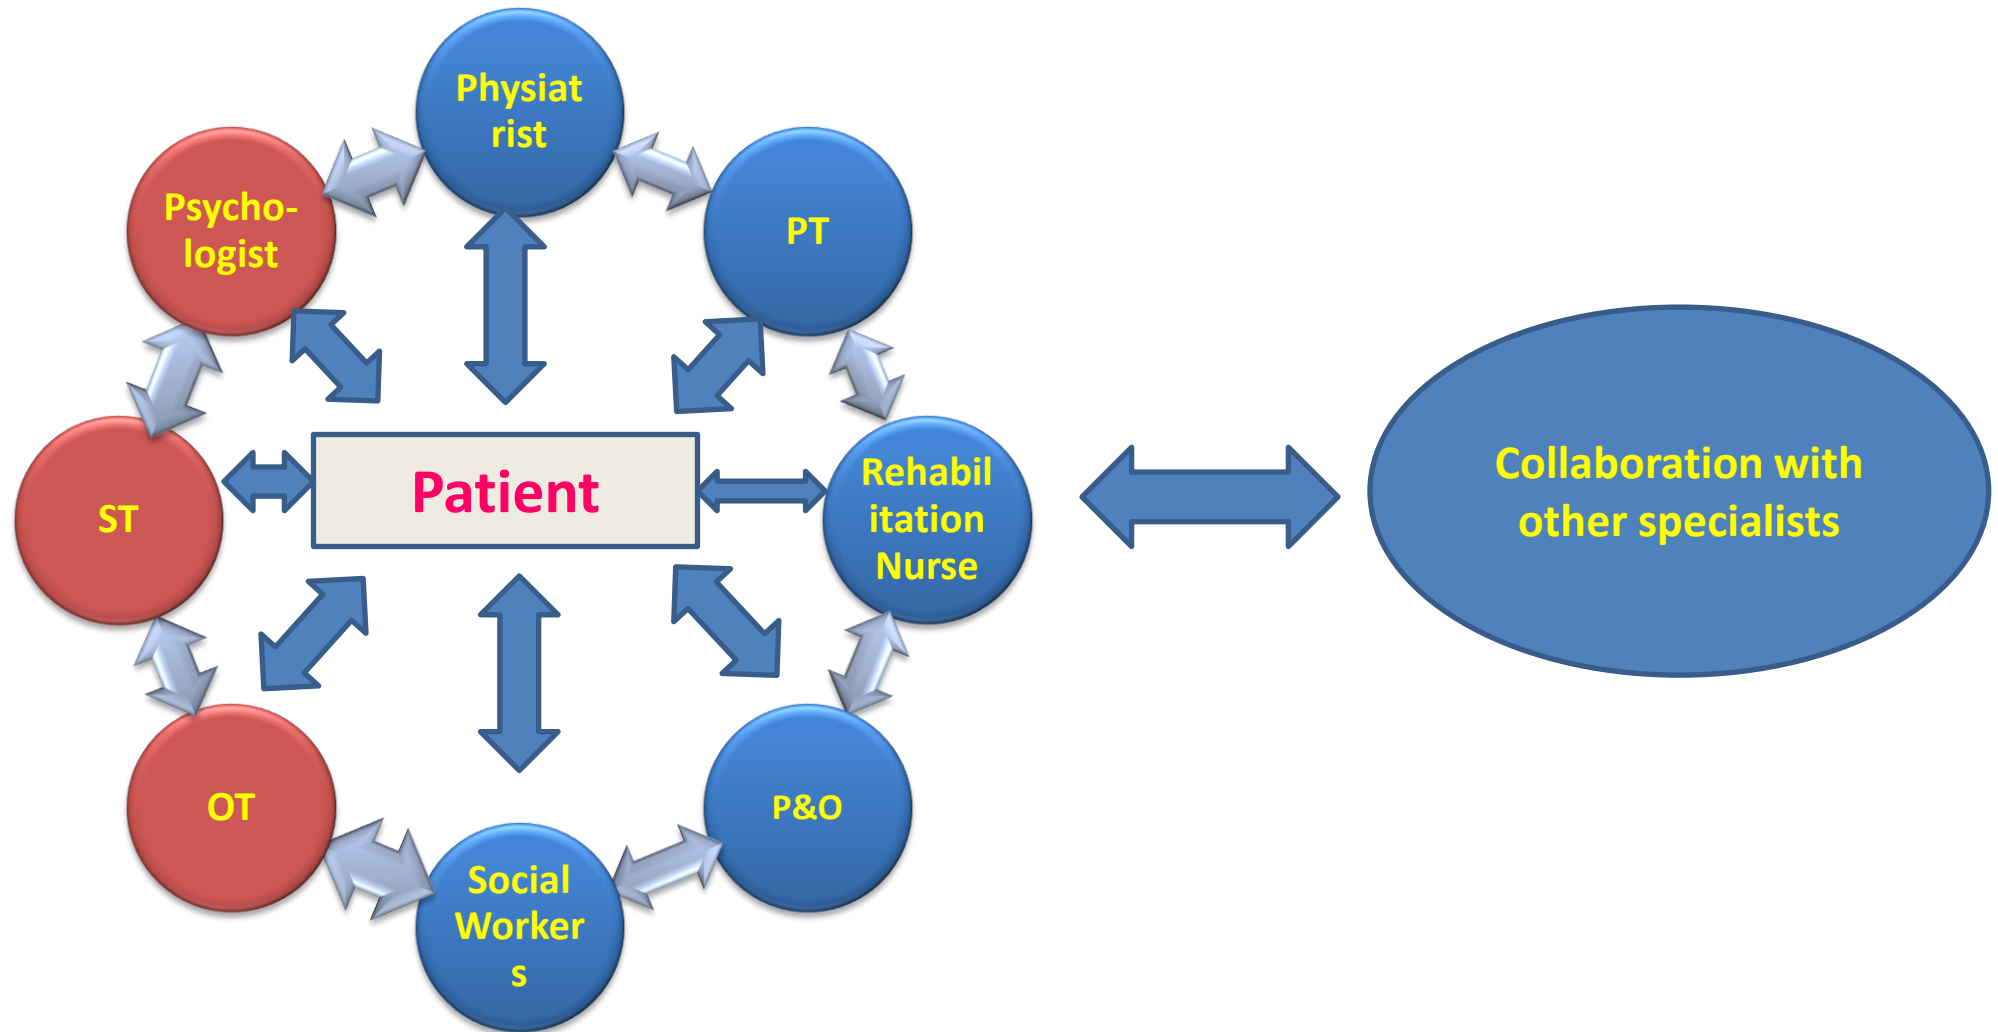 Physiat
rist
Psycho-
logist
PT
Patient
ST
Rehabil
itation
Nurse
Collaboration with
other specialists
OT
P&O
Social
Worker
s